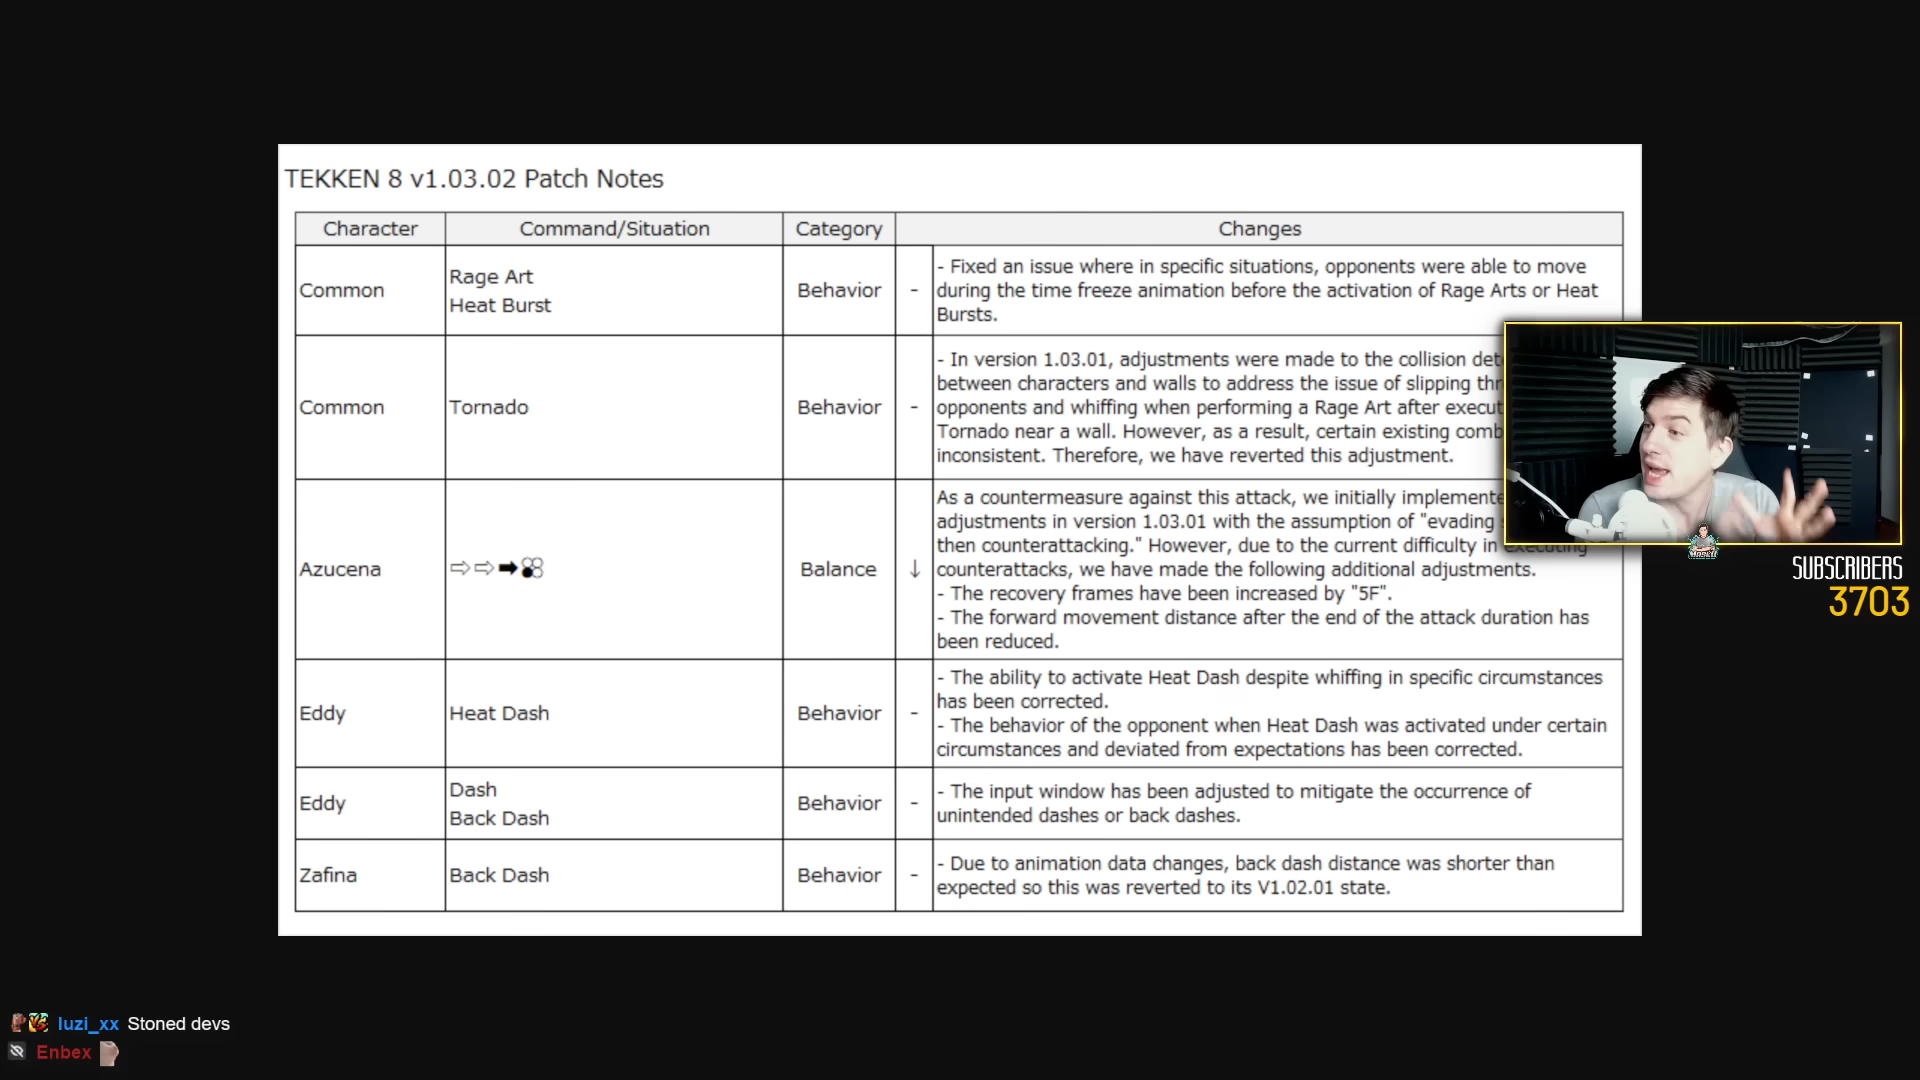 TEKKEN 8 v1.03.02 Patch Notes
Character Command/Situation Category Changes
Common
Rage Art
Heat Burst
Behavior
-
- Fixed an issue where in specific situations, opponents were able to move
during the time freeze animation before the activation of Rage Arts or Heat
Bursts.
Common
Tornado
Behavior
-
- In version 1.03.01, adjustments were made to the collision
between characters and walls to address the issue of slipping
opponents and whiffing when performing a Rage Art after
Tornado near a wall. However, as a result, certain existing
inconsistent. Therefore, we have reverted this adjustment.
Azucena
⇨⇨➡
Balance
↓
As a countermeasure against this attack, we initially
adjustments in version 1.03.01 with the assumption of "evading
then counterattacking." However, due to the current difficulty in executing
counterattacks, we have made the following additional adjustments.
- The recovery frames have been increased by "5F".
- The forward movement distance after the end of the attack duration has
been reduced.
Eddy
Heat Dash
Behavior
-
- The ability to activate Heat Dash despite whiffing in specific circumstances
has been corrected.
- The behavior of the opponent when Heat Dash was activated under certain
circumstances and deviated from expectations has been corrected.
Eddy
Dash
Back Dash
Behavior
-
- The input window has been adjusted to mitigate the occurrence of
unintended dashes or back dashes.
Zafina
Back Dash
Behavior
-
- Due to animation data changes, back dash distance was shorter than
expected so this was reverted to its V1.02.01 state.
SUBSCRIBERS
3703
luzi_xx Stoned devs
Enbex